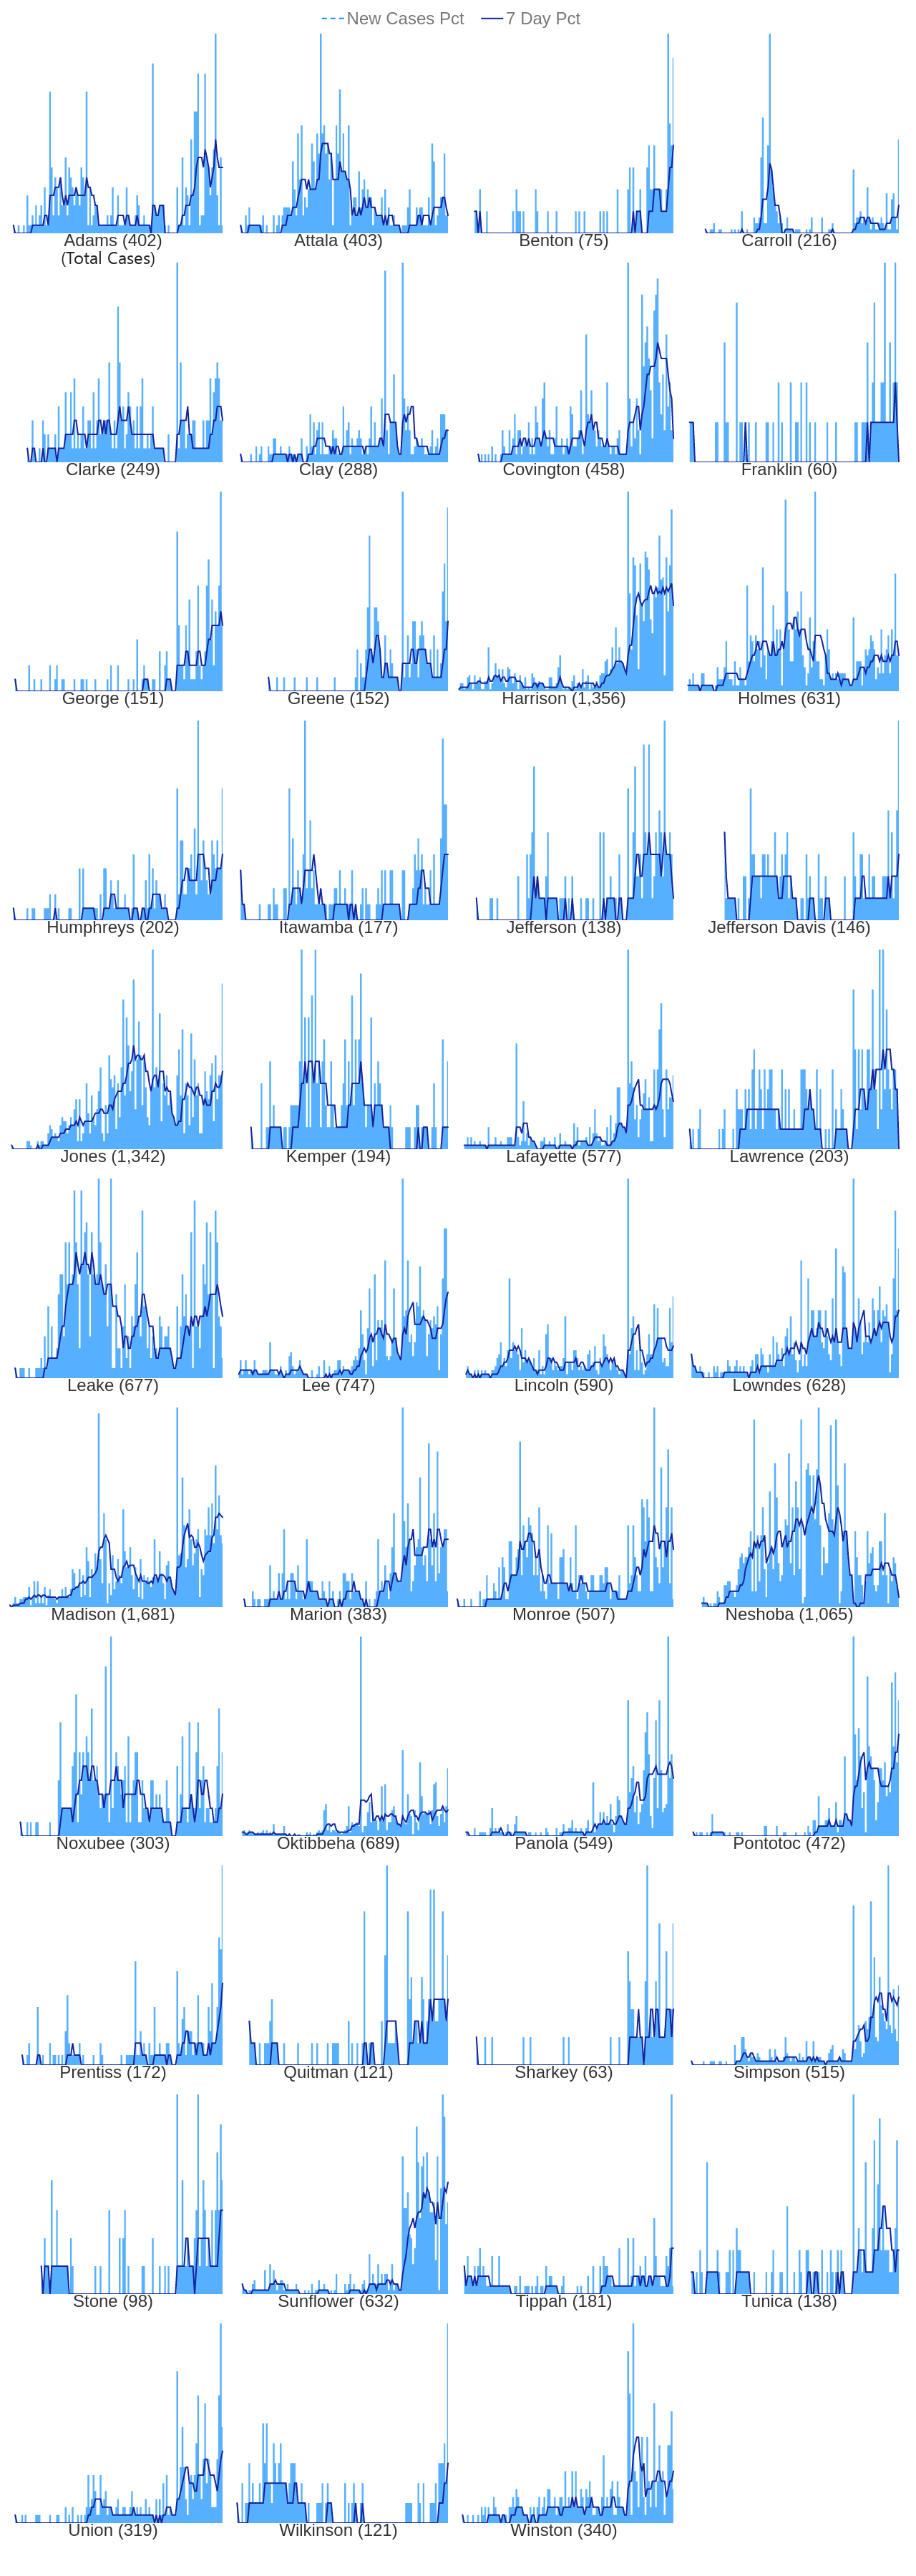 New Cases Pct 7 Day Pct
Adams (402) Attala (403) Benton (75) Carroll (216)
(Total Cases)
Clarke (249) Clay (288) Covington (458) Franklin (60)
George (151) Greene (152) Harrison (1,356) Holmes (631)
Humphreys (202) Itawamba (177) Jefferson (138) Jefferson Davis (146)
Jones (1,342) Kemper (194) Lafayette (577) Lawrence (203)
Leake (677) Lee (747) Lincoln (590) Lowndes (628)
Madison (1,681) Marion (383) Monroe (507) Neshoba (1,065)
Noxubee (303) Oktibbeha (689) Panola (549) Pontotoc (472)
Prentiss (172) Quitman (121) Sharkey (63) Simpson (515)
Stone (98) Sunflower (632) Tippah (181) Tunica (138)
Union (319) Wilkinson (121) Winston (340)